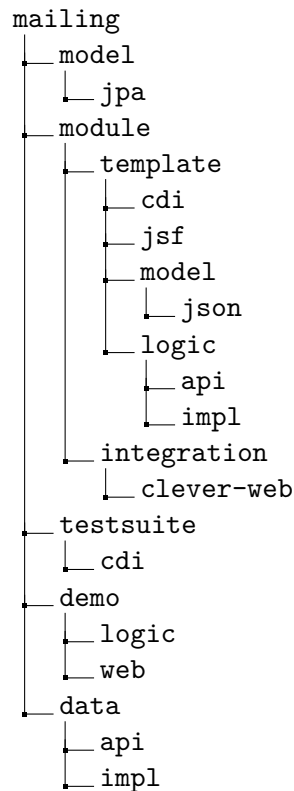 mailing
model
jpa
module
template
cdi
jsf
model
json
logic
api
impl
integration
clever-web
testsuite
cdi
demo
logic
web
data
api
impl